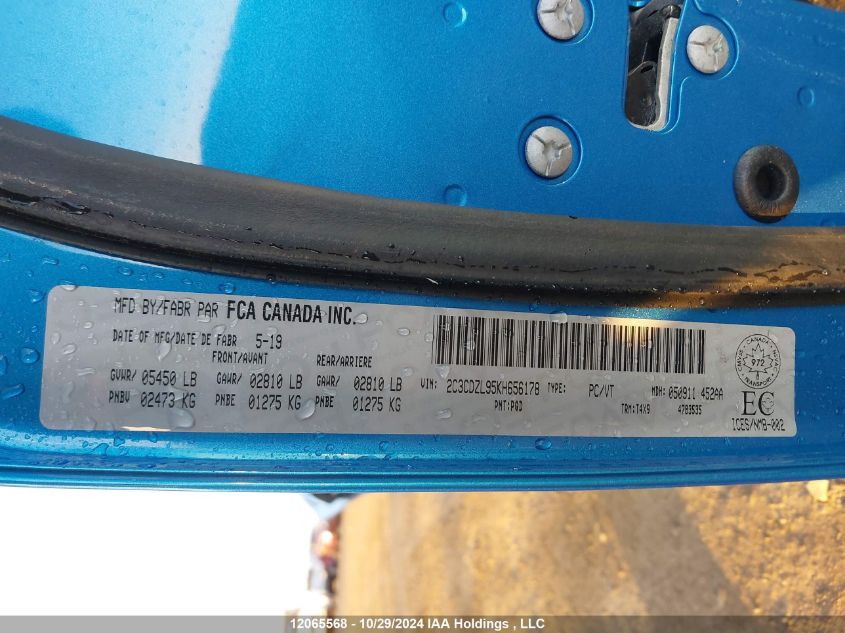 MFD BY/FABR PAR FCA CANADA INC.
DATE OF MFG/DATE DE FABR 5-19
FRONT/AVANT REAR/ARRIERE
GVWR/ 05450 LB GAWR/ 02810 LB GAWR/ 02810 LB VIN: 2C3CDZL95KH656178 TYPE: PC/VT MDH: 050911 452AA
PNBV 02473 KG PNBE 01275 KG PNBE 01275 KG PNT:PQD TRM:T4X9 4783535
CANADA
972
TRANSPORT
EC
ICES/NMB-002
12065568 - 10/29/2024 IAA Holdings , LLC